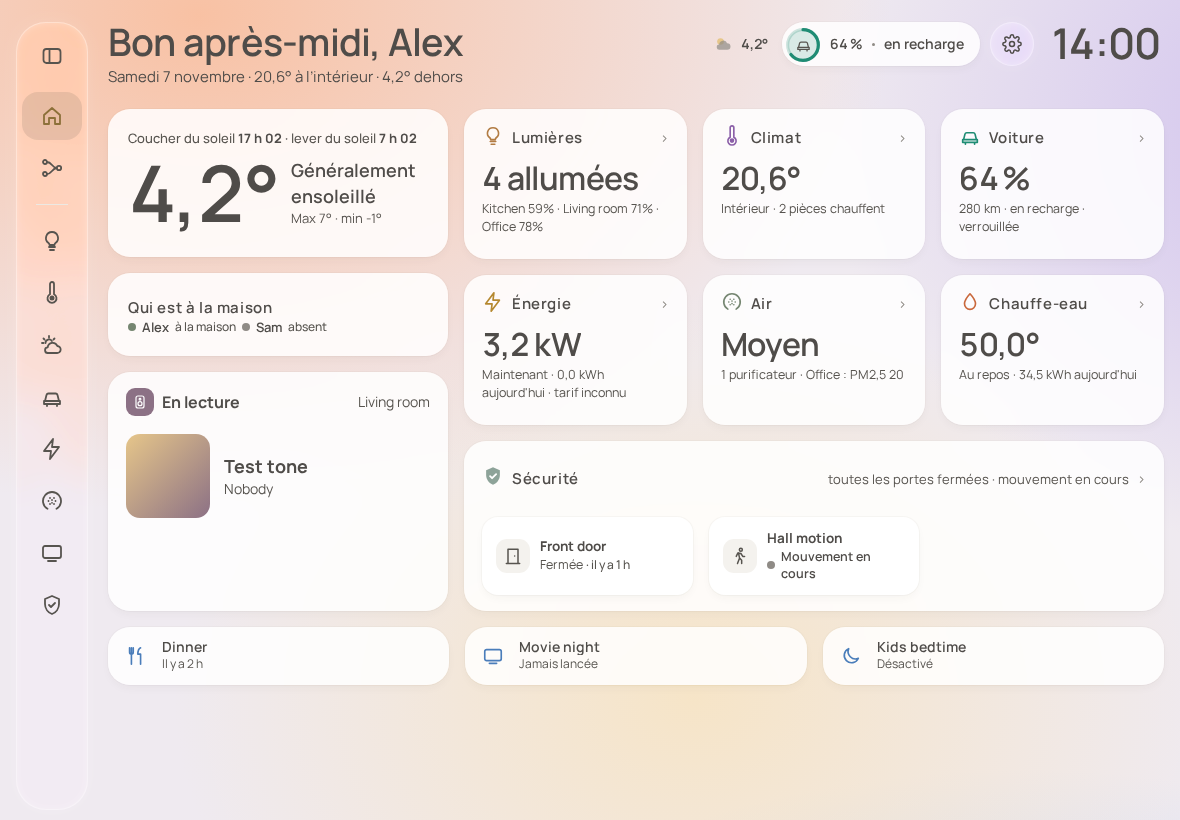 Bon après-midi, Alex
Samedi 7 novembre · 20,6° à l'intérieur · 4,2° dehors
4,2°
64 % • en recharge
14:00
Coucher du soleil 17 h 02 · lever du soleil 7 h 02
4,2°
Généralement
ensoleillé
Max 7° · min -1°
Qui est à la maison
Alex à la maison Sam absent
En lecture
Living room
Test tone
Nobody
Lumières
4 allumées
Kitchen 59% · Living room 71% ·
Office 78%
Climat
20,6°
Intérieur · 2 pièces chauffent
Voiture
64 %
280 km · en recharge ·
verrouillée
Énergie
3,2 kW
Maintenant · 0,0 kWh
aujourd'hui · tarif inconnu
Air
Moyen
1 purificateur · Office : PM2,5 20
Chauffe-eau
50,0°
Au repos · 34,5 kWh aujourd'hui
Sécurité
toutes les portes fermées · mouvement en cours
Front door
Fermée · il y a 1 h
Hall motion
Mouvement en
cours
Dinner
Il y a 2 h
Movie night
Jamais lancée
Kids bedtime
Désactivé